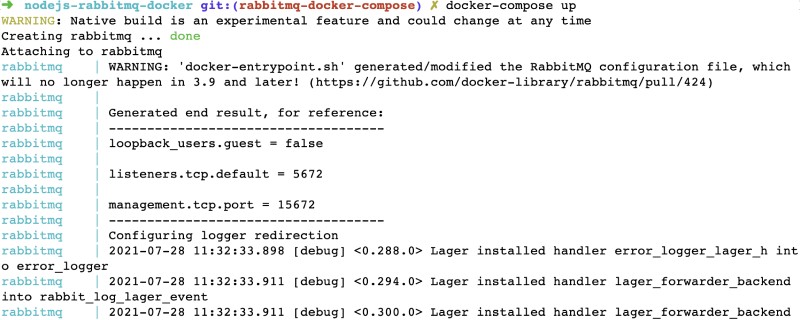 ➜ nodejs-rabbitmq-docker git:(rabbitmq-docker-compose) ✗ docker-compose up
WARNING: Native build is an experimental feature and could change at any time
Creating rabbitmq ... done
Attaching to rabbitmq
rabbitmq | WARNING: 'docker-entrypoint.sh' generated/modified the RabbitMQ configuration file, which
will no longer happen in 3.9 and later! (https://github.com/docker-library/rabbitmq/pull/424)
rabbitmq |
rabbitmq | Generated end result, for reference:
rabbitmq | ------------------------------------
rabbitmq | loopback_users.guest = false
rabbitmq |
rabbitmq | listeners.tcp.default = 5672
rabbitmq |
rabbitmq | management.tcp.port = 15672
rabbitmq | ------------------------------------
rabbitmq | Configuring logger redirection
rabbitmq | 2021-07-28 11:32:33.898 [debug] <0.288.0> Lager installed handler error_logger_lager_h int
o error_logger
rabbitmq | 2021-07-28 11:32:33.911 [debug] <0.294.0> Lager installed handler lager_forwarder_backend
into rabbit_log_lager_event
rabbitmq | 2021-07-28 11:32:33.911 [debug] <0.300.0> Lager installed handler lager_forwarder_backend